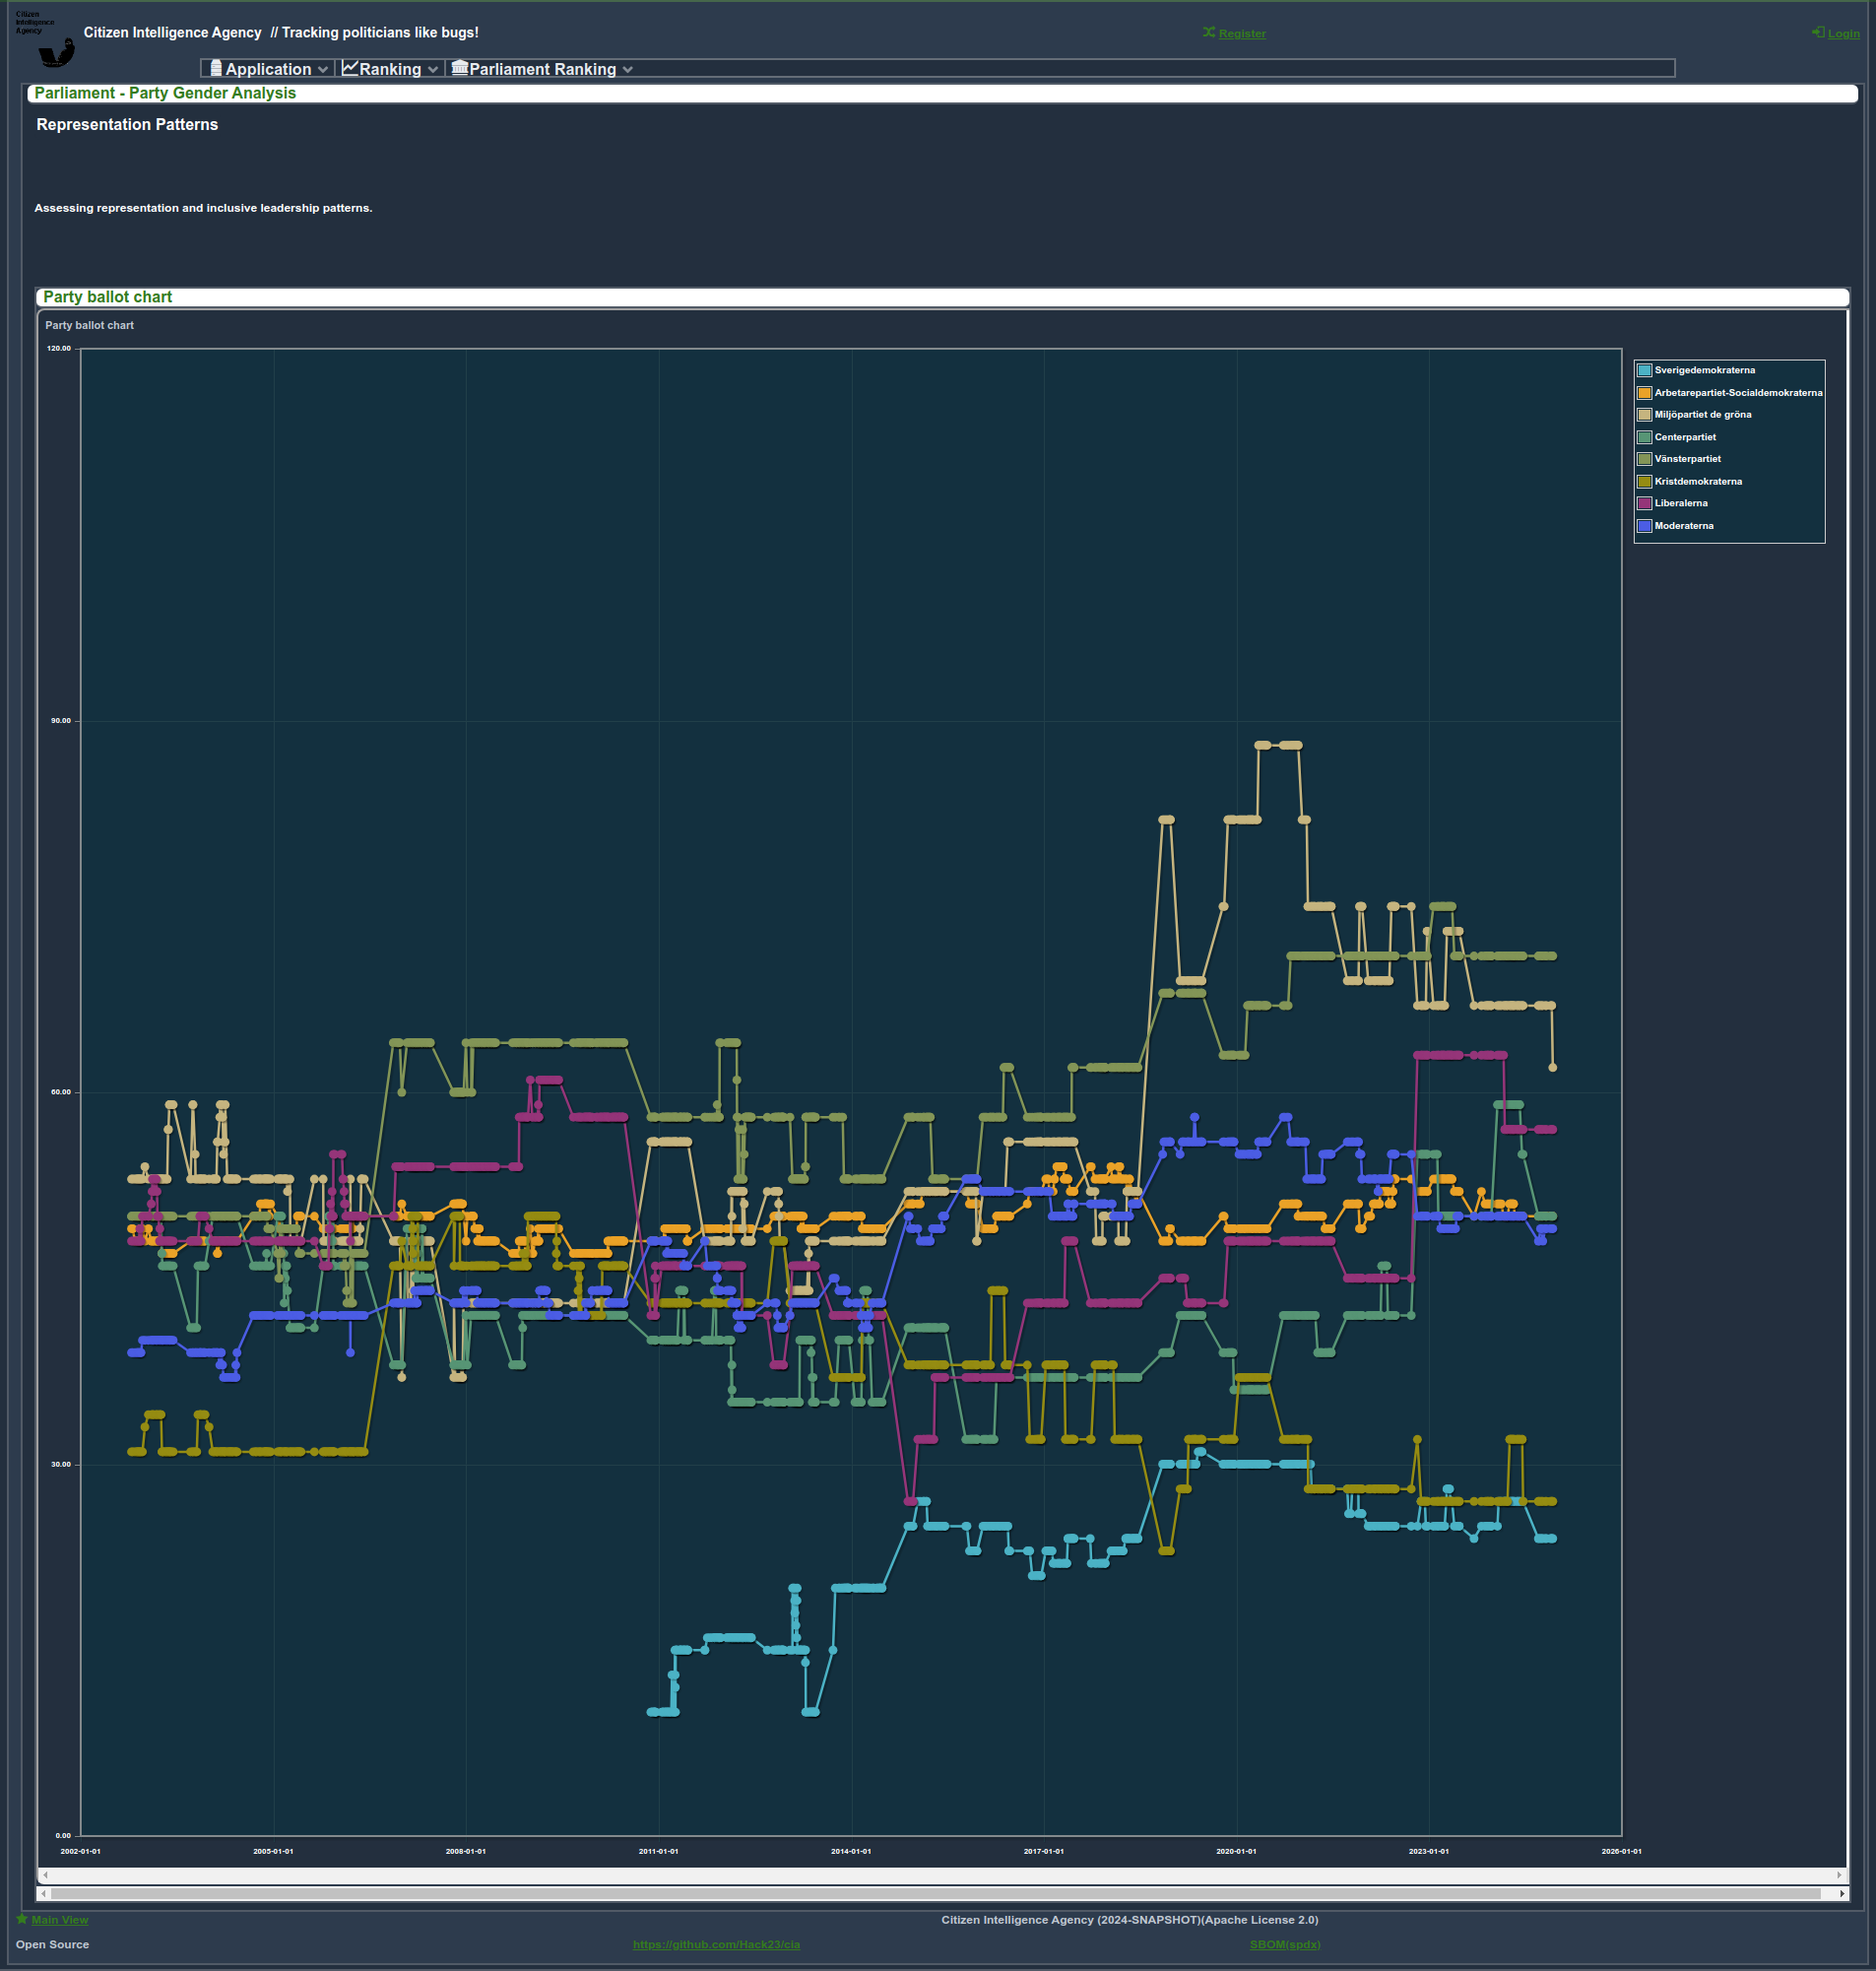 Citizen
Intelligence
Agency
Citizen Intelligence Agency // Tracking politicians like bugs!
Register
Login
Application
Ranking
Parliament Ranking
Parliament - Party Gender Analysis
Representation Patterns
Assessing representation and inclusive leadership patterns.
Party ballot chart
Party ballot chart
120.00
90.00
60.00
30.00
0.00
2002-01-01
2005-01-01
2008-01-01
2011-01-01
2014-01-01
2017-01-01
2020-01-01
2023-01-01
2026-01-01
Sverigedemokraterna
Arbetarepartiet-Socialdemokraterna
Miljöpartiet de gröna
Centerpartiet
Vänsterpartiet
Kristdemokraterna
Liberalerna
Moderaterna
Main View
Citizen Intelligence Agency (2024-SNAPSHOT)(Apache License 2.0)
Open Source
https://github.com/Hack23/cia
SBOM(spdx)